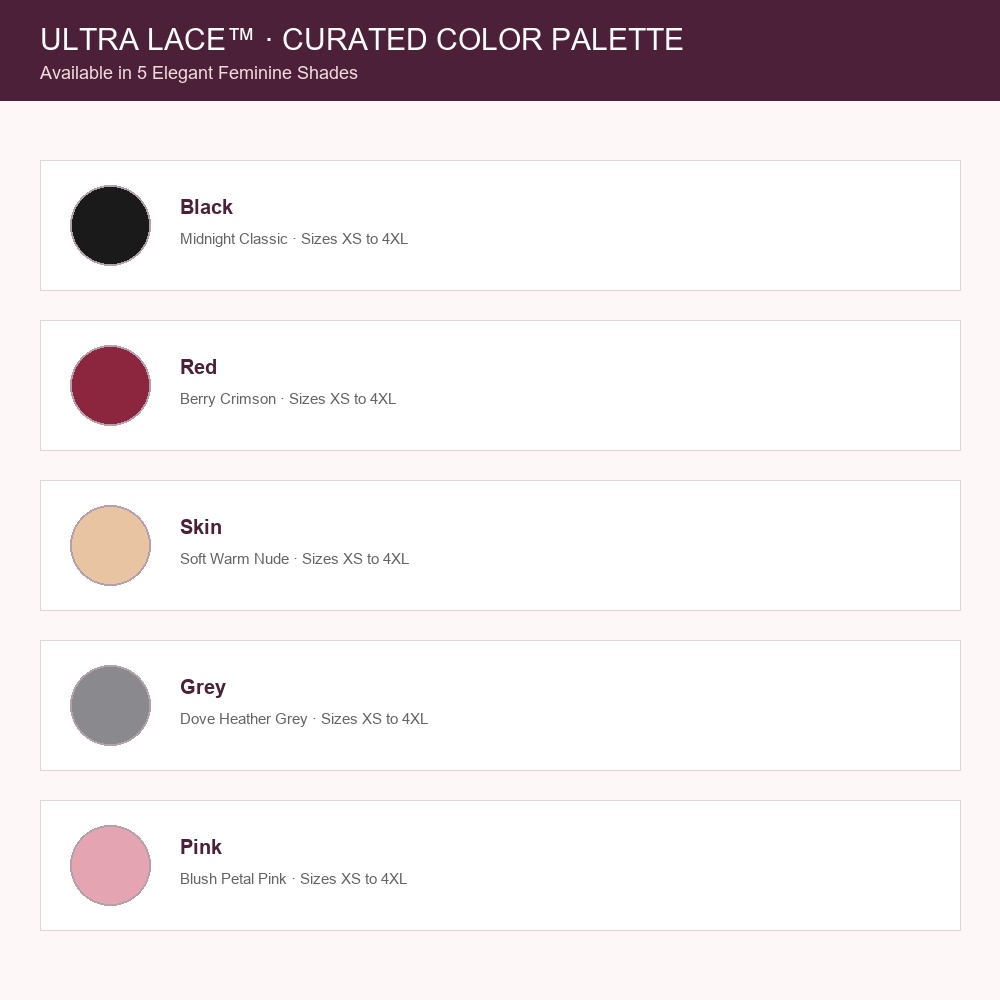 ULTRA LACE™ · CURATED COLOR PALETTE
Available in 5 Elegant Feminine Shades
Black
Midnight Classic · Sizes XS to 4XL
Red
Berry Crimson · Sizes XS to 4XL
Skin
Soft Warm Nude · Sizes XS to 4XL
Grey
Dove Heather Grey · Sizes XS to 4XL
Pink
Blush Petal Pink · Sizes XS to 4XL